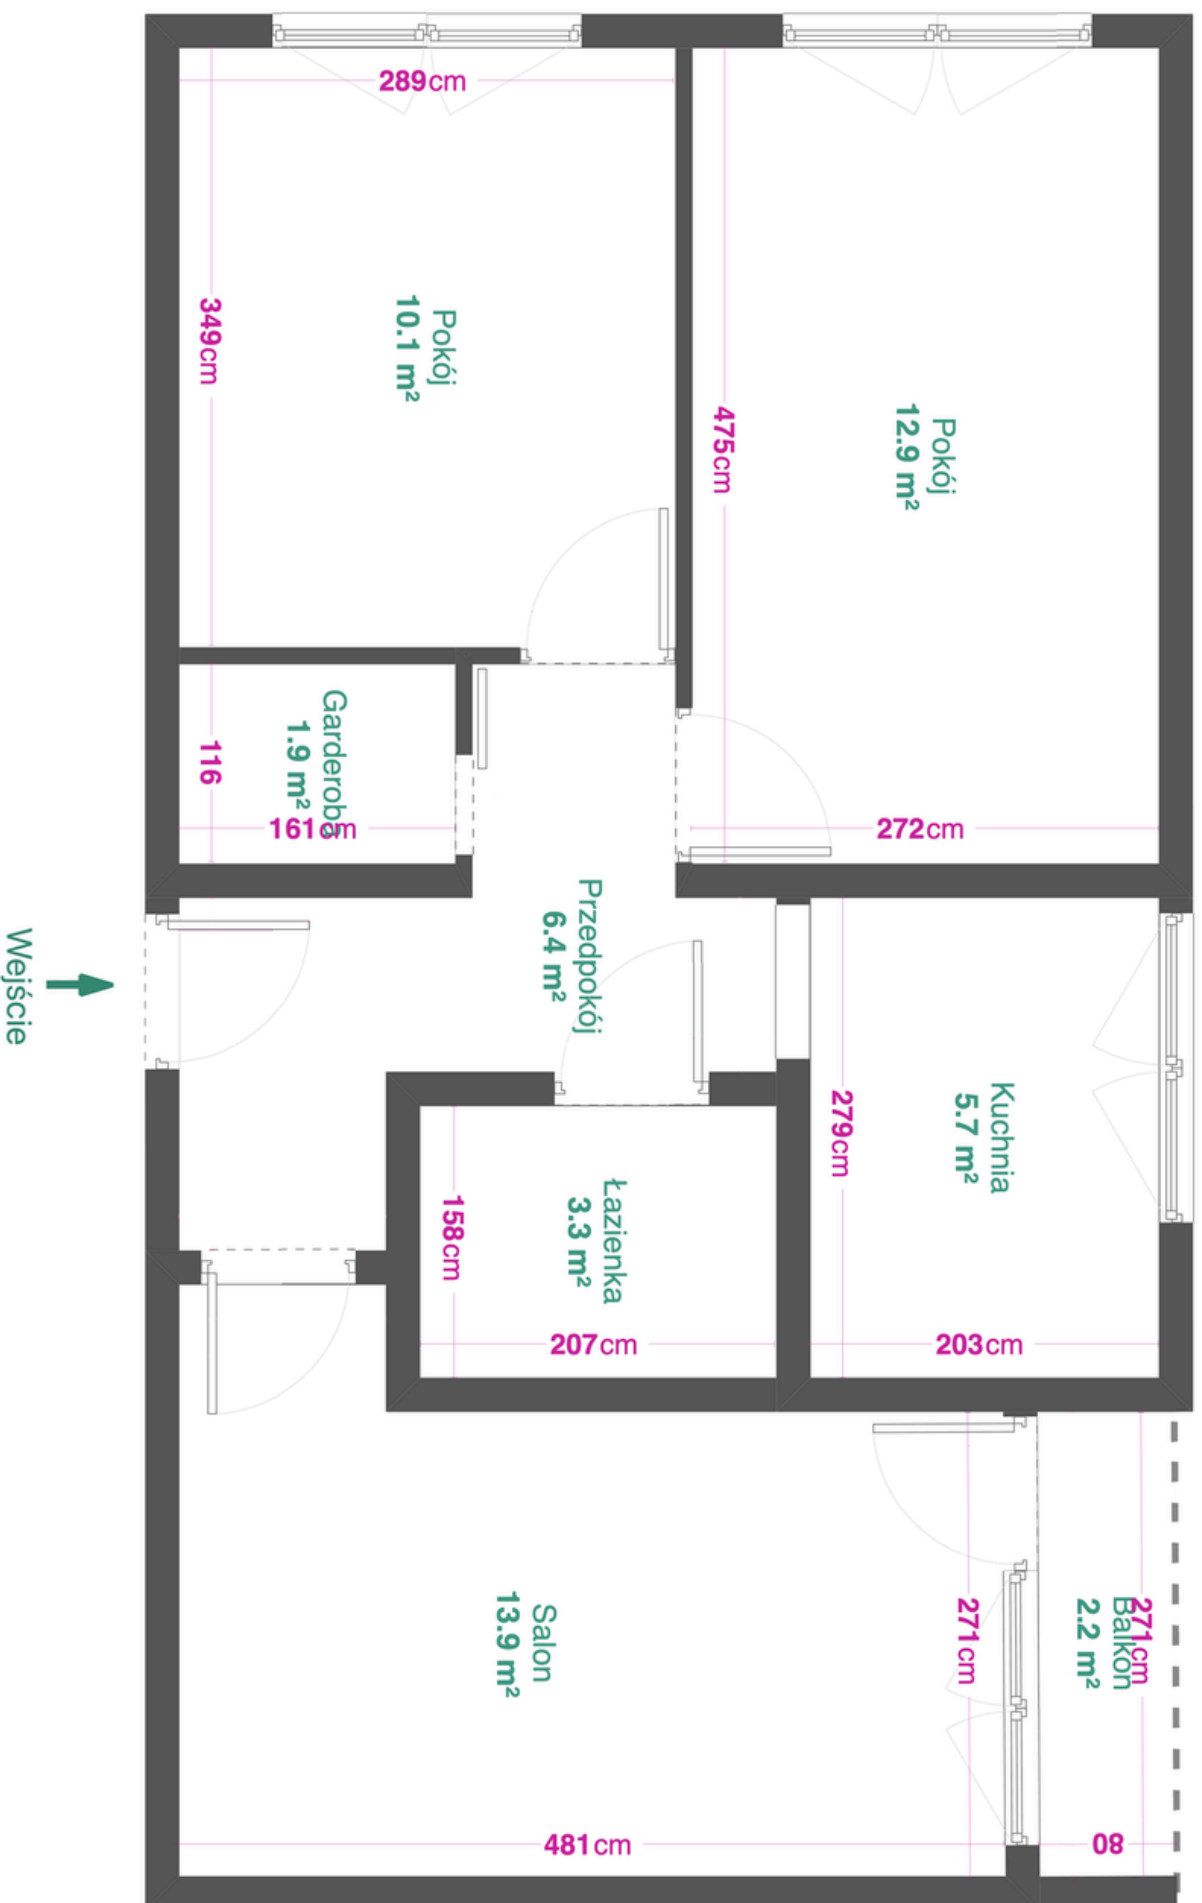 289cm
349cm
Pokój
10.1 m²
475cm
Pokój
12.9 m²
272cm
Garderoba
1.9 m²
116
161cm
Przedpokój
6.4 m²
Wejście
Kuchnia
5.7 m²
279cm
203cm
Łazienka
3.3 m²
158cm
207cm
Salon
13.9 m²
271cm
481cm
Balkon
2.2 m²
271cm
80